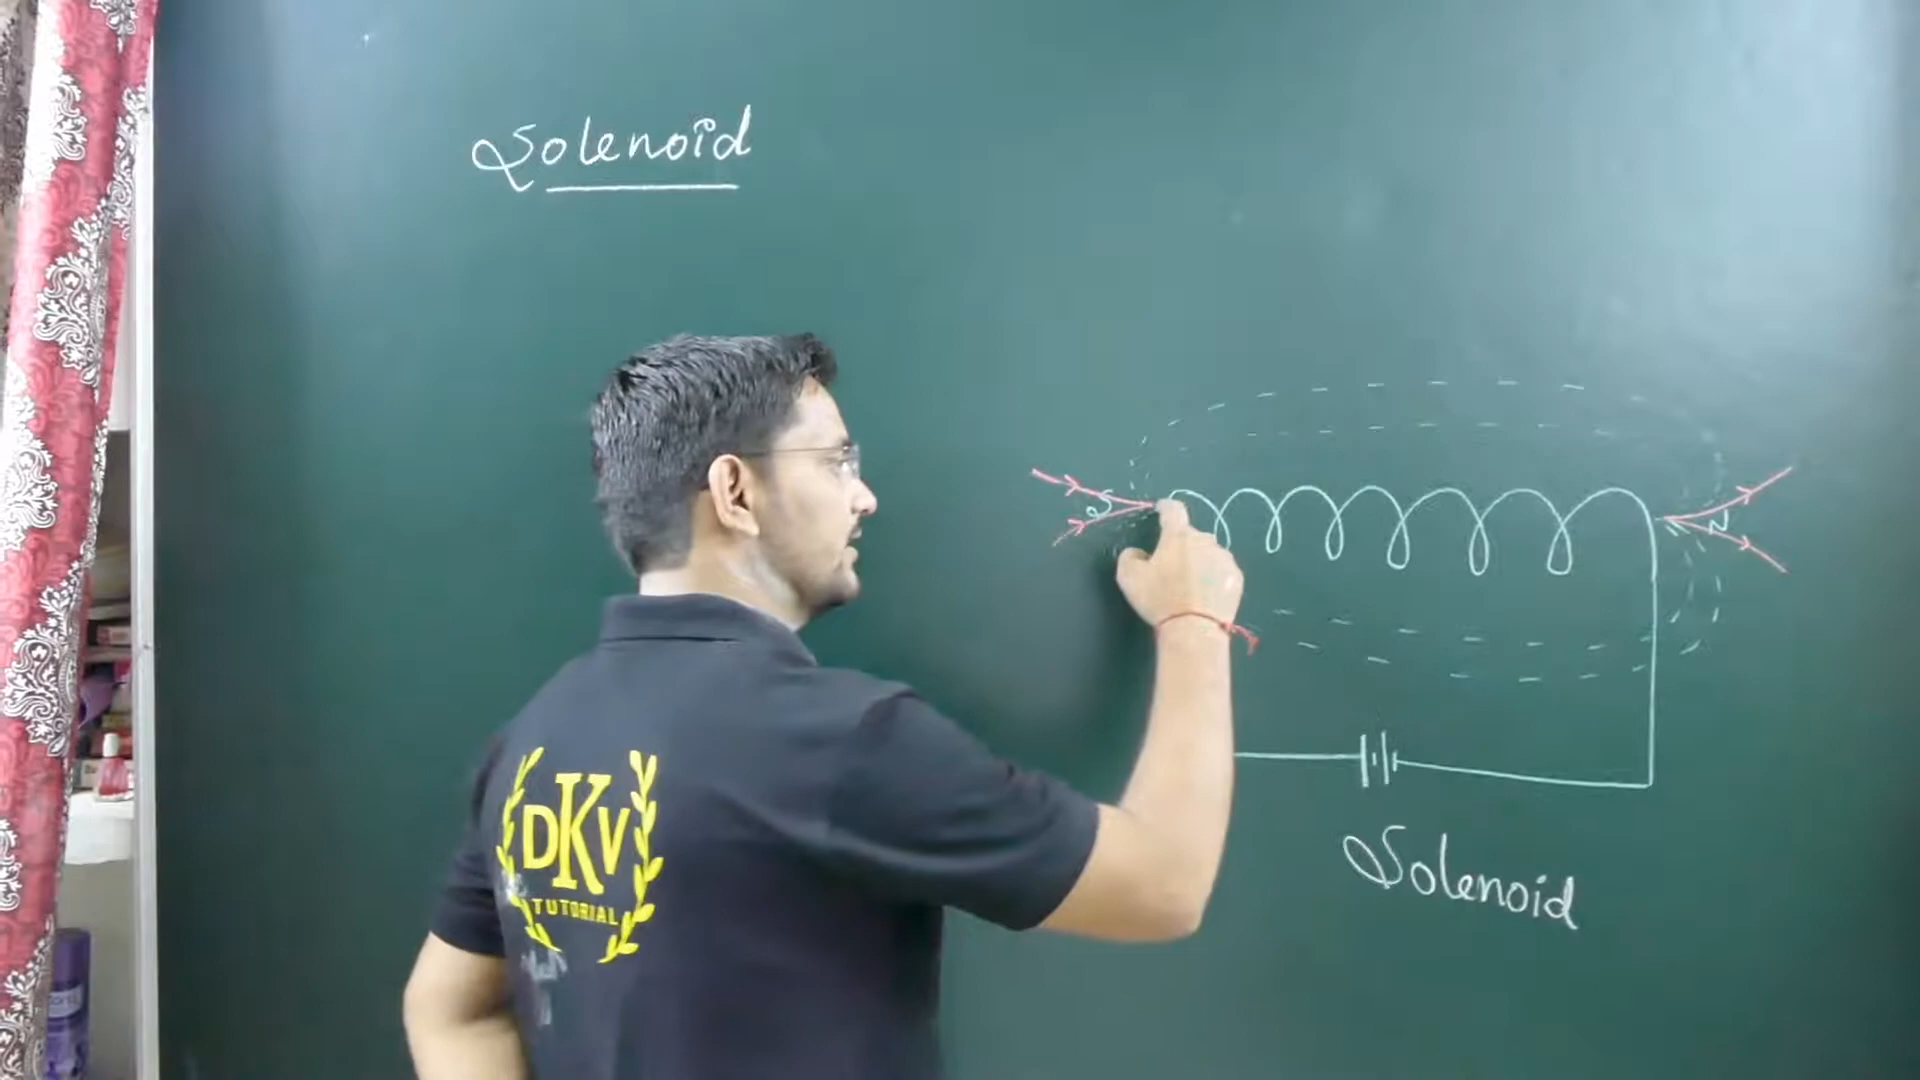 Solenoid
S
N
DKV
TUTORIAL
Solenoid